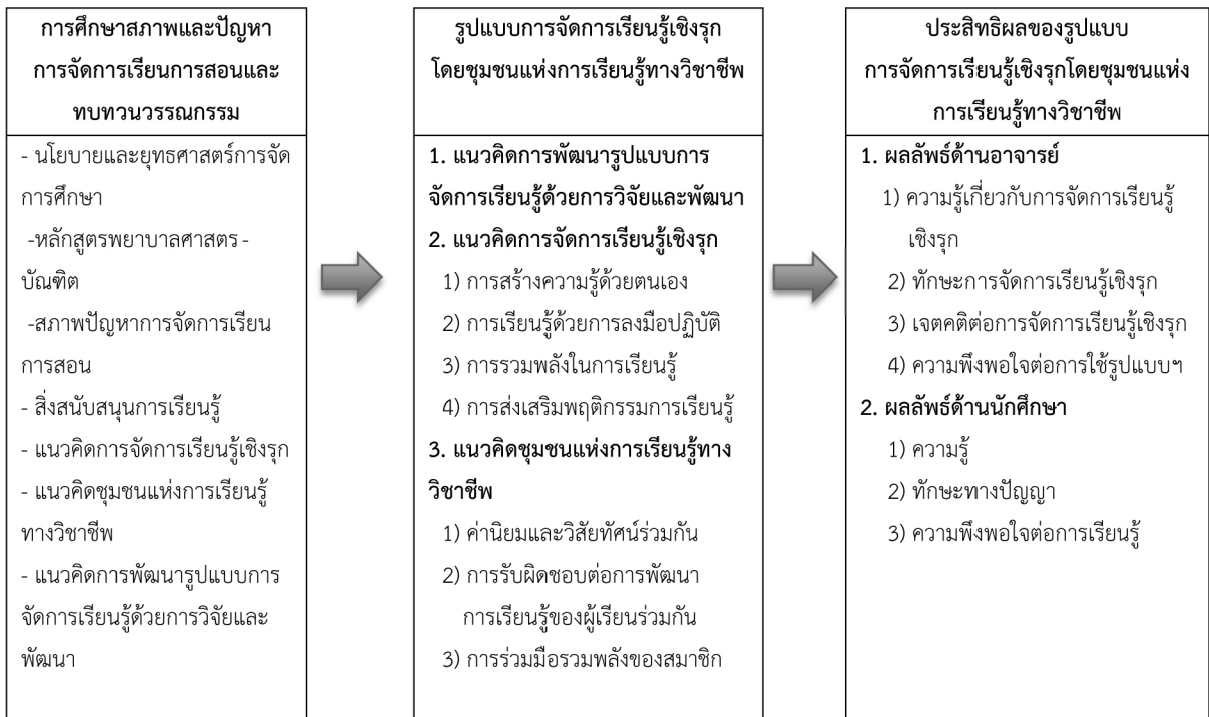 การศึกษาสภาพและปัญหา
การจัดการเรียนการสอนและ
ทบทวนวรรณกรรม
- นโยบายและยุทธศาสตร์การจัด
การศึกษา
-หลักสูตรพยาบาลศาสตร-
บัณฑิต
-สภาพปัญหาการจัดการเรียน
การสอน
- สิ่งสนับสนุนการเรียนรู้
- แนวคิดการจัดการเรียนรู้เชิงรุก
- แนวคิดชุมชนแห่งการเรียนรู้
ทางวิชาชีพ
- แนวคิดการพัฒนารูปแบบการ
จัดการเรียนรู้ด้วยการวิจัยและ
พัฒนา
รูปแบบการจัดการเรียนรู้เชิงรุก
โดยชุมชนแห่งการเรียนรู้ทางวิชาชีพ
1. แนวคิดการพัฒนารูปแบบการ
จัดการเรียนรู้ด้วยการวิจัยและพัฒนา
2. แนวคิดการจัดการเรียนรู้เชิงรุก
1) การสร้างความรู้ด้วยตนเอง
2) การเรียนรู้ด้วยการลงมือปฏิบัติ
3) การรวมพลังในการเรียนรู้
4) การส่งเสริมพฤติกรรมการเรียนรู้
3. แนวคิดชุมชนแห่งการเรียนรู้ทาง
วิชาชีพ
1) ค่านิยมและวิสัยทัศน์ร่วมกัน
2) การรับผิดชอบต่อการพัฒนา
การเรียนรู้ของผู้เรียนร่วมกัน
3) การร่วมมือรวมพลังของสมาชิก
ประสิทธิผลของรูปแบบ
การจัดการเรียนรู้เชิงรุกโดยชุมชนแห่ง
การเรียนรู้ทางวิชาชีพ
1. ผลลัพธ์ด้านอาจารย์
1) ความรู้เกี่ยวกับการจัดการเรียนรู้
เชิงรุก
2) ทักษะการจัดการเรียนรู้เชิงรุก
3) เจตคติต่อการจัดการเรียนรู้เชิงรุก
4) ความพึงพอใจต่อการใช้รูปแบบฯ
2. ผลลัพธ์ด้านนักศึกษา
1) ความรู้
2) ทักษะทางปัญญา
3) ความพึงพอใจต่อการเรียนรู้